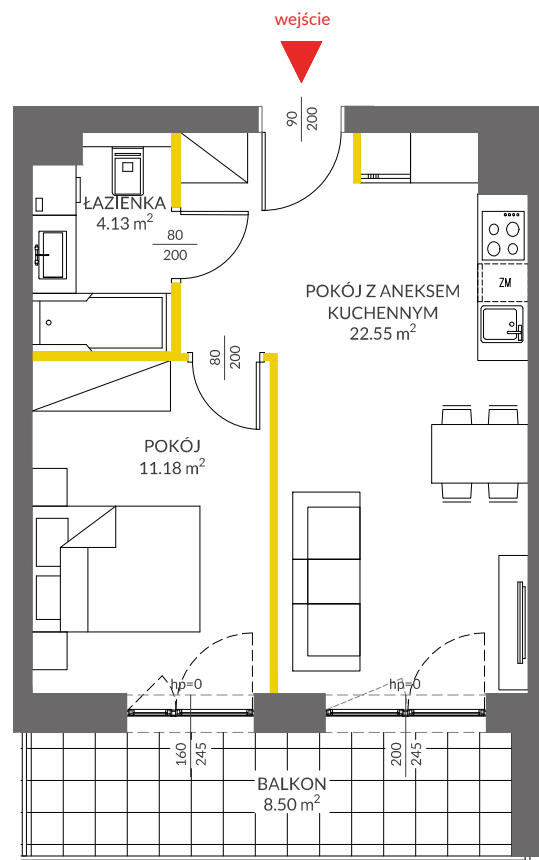 wejście
90
200
ŁAZIENKA
4.13 m²
80
200
ZM
POKÓJ Z ANEKSEM
KUCHENNYM
22.55 m²
80
200
POKÓJ
11.18 m²
hp=0
hp=0
160
245
200
245
BALKON
8.50 m²